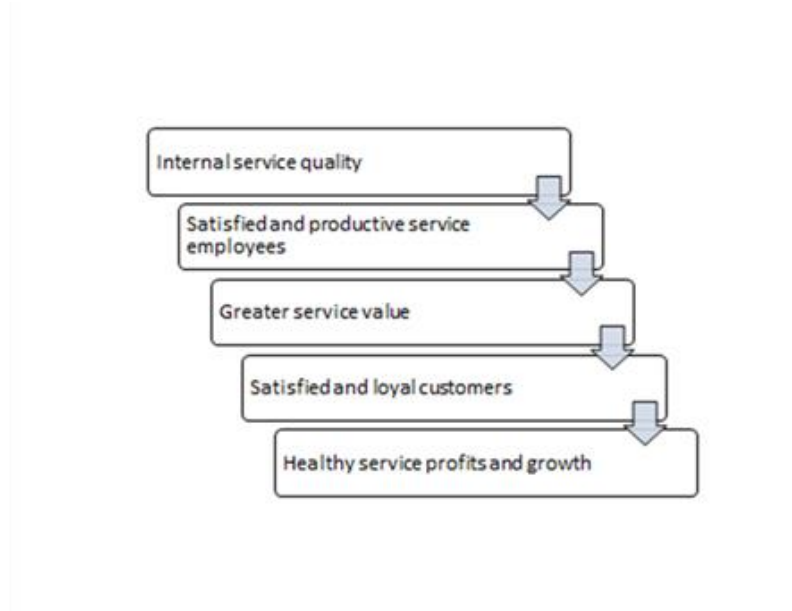 Internal service quality
Satisfied and productive service
employees
Greater service value
Satisfied and loyal customers
Healthy service profits and growth